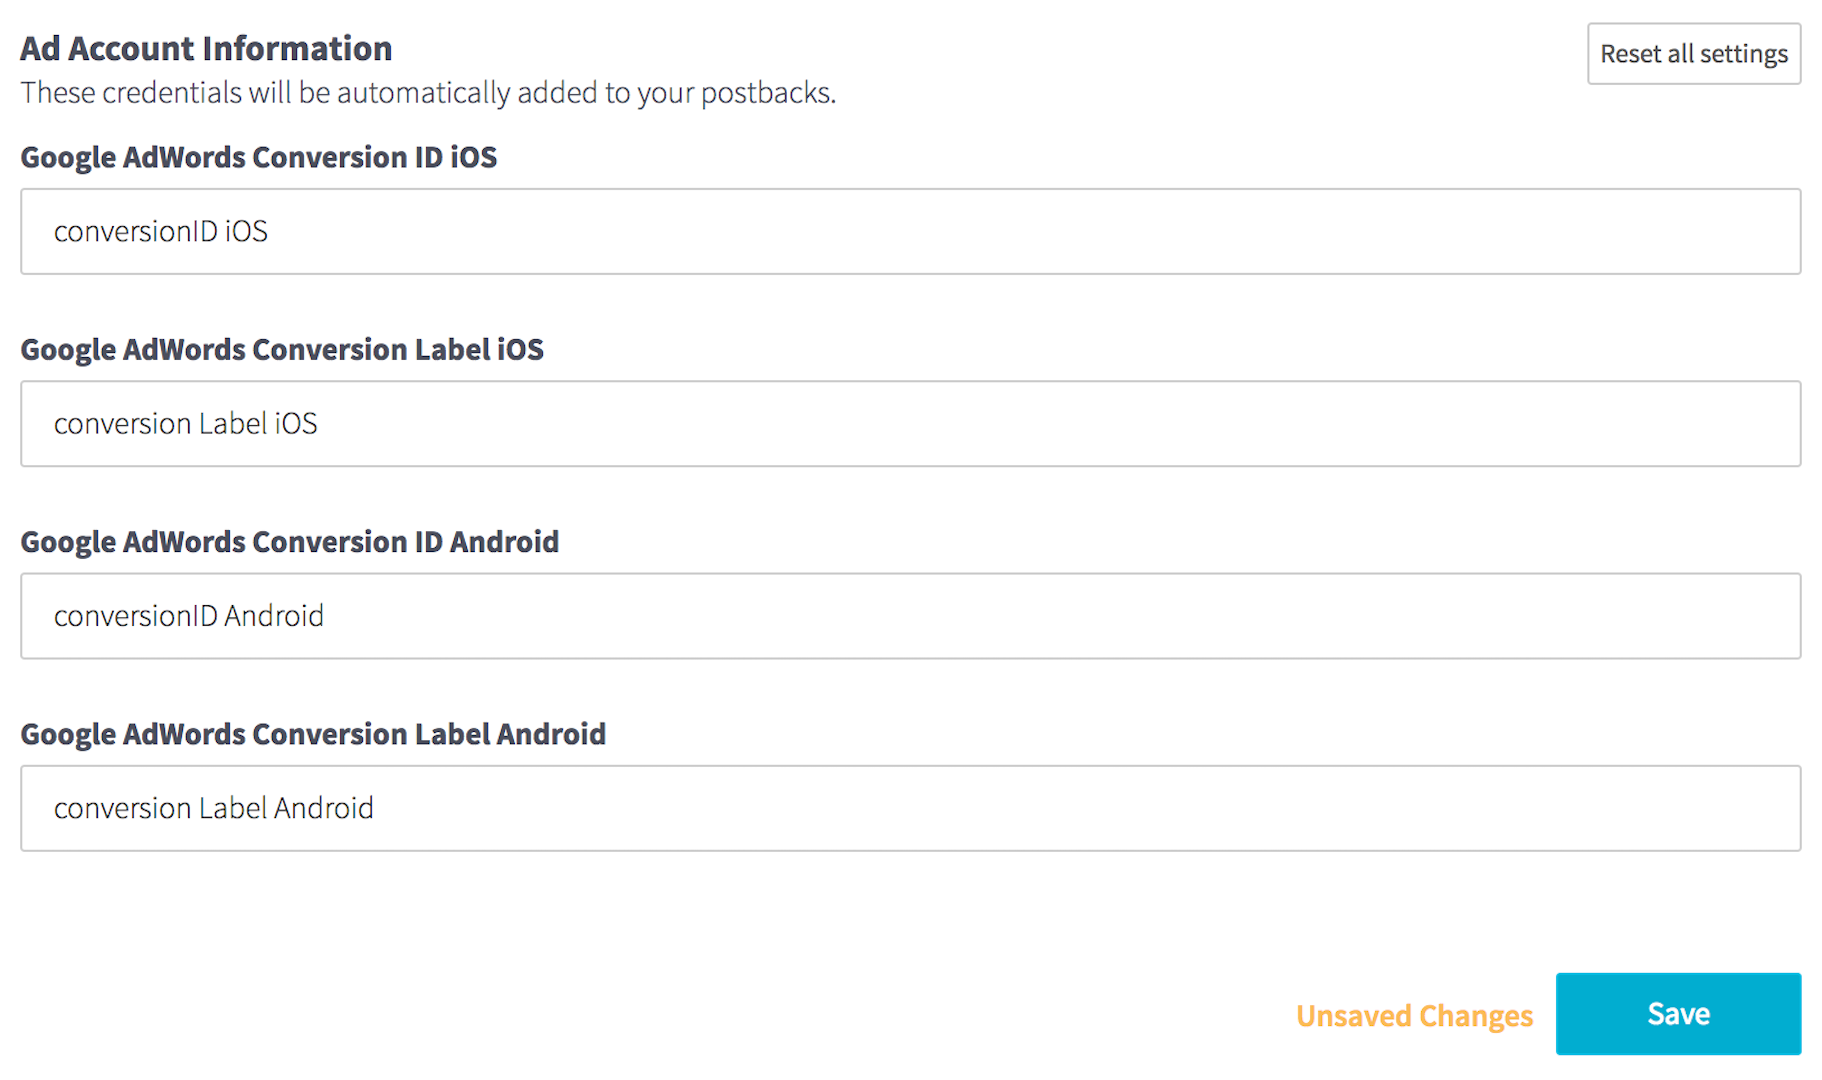 Ad Account Information
Reset all settings
These credentials will be automatically added to your postbacks.
Google AdWords Conversion ID iOS
conversionID iOS
Google AdWords Conversion Label iOS
conversion Label iOS
Google AdWords Conversion ID Android
conversionID Android
Google AdWords Conversion Label Android
conversion Label Android
Unsaved Changes
Save